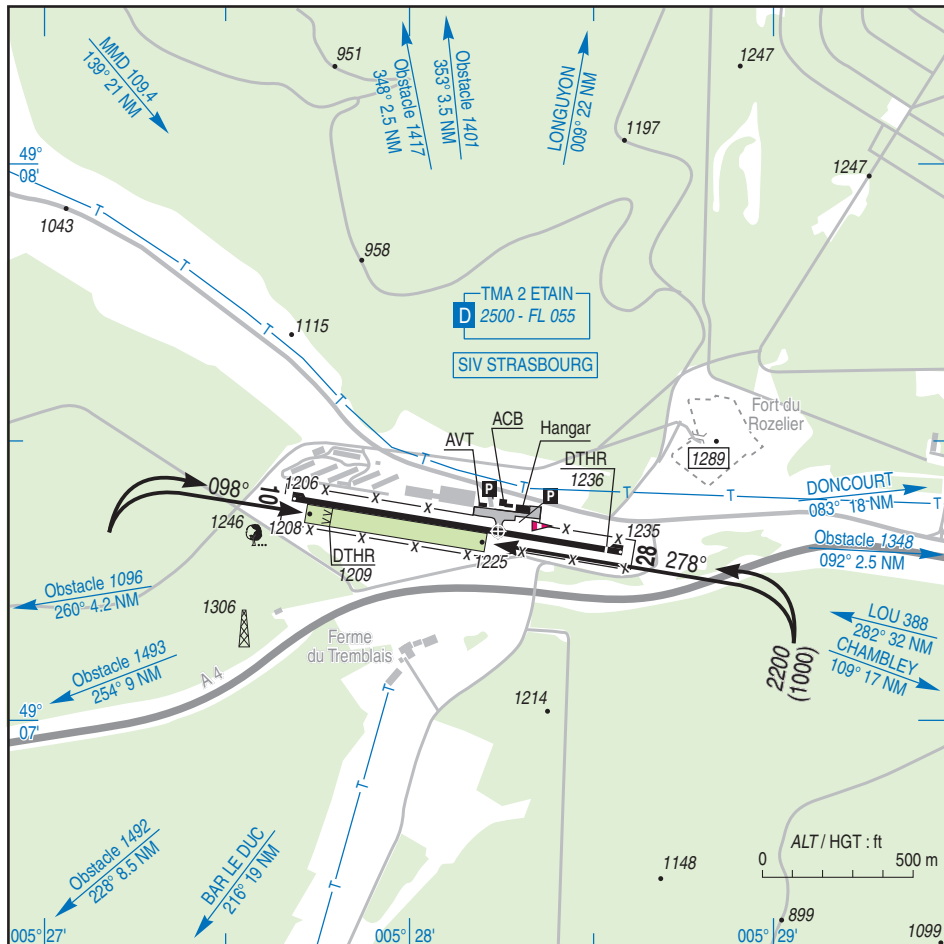 951
1247
MMD 109.4
139° 21 NM
Obstacle 1417
348° 2.5 NM
Obstacle 1401
353° 3.5 NM
LONGUYON
009° 22 NM
1197
49°
08'
1247
T
1043
958
T
TMA 2 ETAIN
D 2500 - FL 055
T
1115
SIV STRASBOURG
T
Fort du
Rozelier
ACB
AVT
Hangar
DTHR
1236
T
1289
T
DONCOURT
083° 18 NM
T
T
098°
10
1206
x
x
P
P
1246
1208
x
x
x
x
1235
DTHR
1209
x
x
x
1225
x
x
x
28
278°
Obstacle 1348
092° 2.5 NM
Obstacle 1096
260° 4.2 NM
1306
LOU 388
282° 32 NM
CHAMBLEY
109° 17 NM
Ferme
du Tremblais
Obstacle 1493
254° 9 NM
A 4
2200
(1000)
T
1214
49°
07'
T
Obstacle 1492
228° 8.5 NM
BAR LE DUC
216° 19 NM
T
ALT / HGT : ft
0
500 m
1148
899
1099
005° 27'
005° 28'
005° 29'